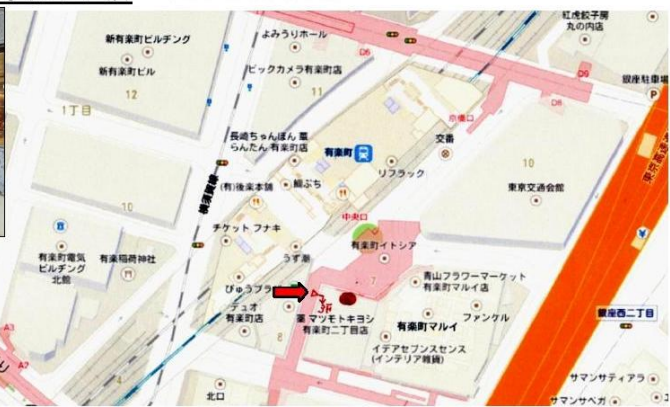 新有楽町ビルヂング
新有楽町ビル
12
1丁目
よみうりホール
D6
ビックカメラ有楽町店
11
紅虎餃子房
丸の内店
D9
D8
銀座駐車場
P
京橋口
交番
長崎ちゃんぽん 菫
らんたん 有楽町店
有楽町
リフラック
10
東京交通会館
(有)後楽本舗
鯛ぷち
横須賀線
10
中央口
有楽町イトシア
チケット フナキ
うす潮
有楽町電気
ビルヂング
北館
有楽稲荷神社
¥
7
青山フラワーマーケット
有楽町マルイ店
びゅうプラ
デュオ
有楽町店
薬 マツモトキヨシ
有楽町二丁目店
有楽町マルイ
ファンケル
銀座西二丁目
8
イデアセブンスセンス
(インテリア雑貨)
A3
A2
4
北口
サマンサティアラ
サマンサベガ